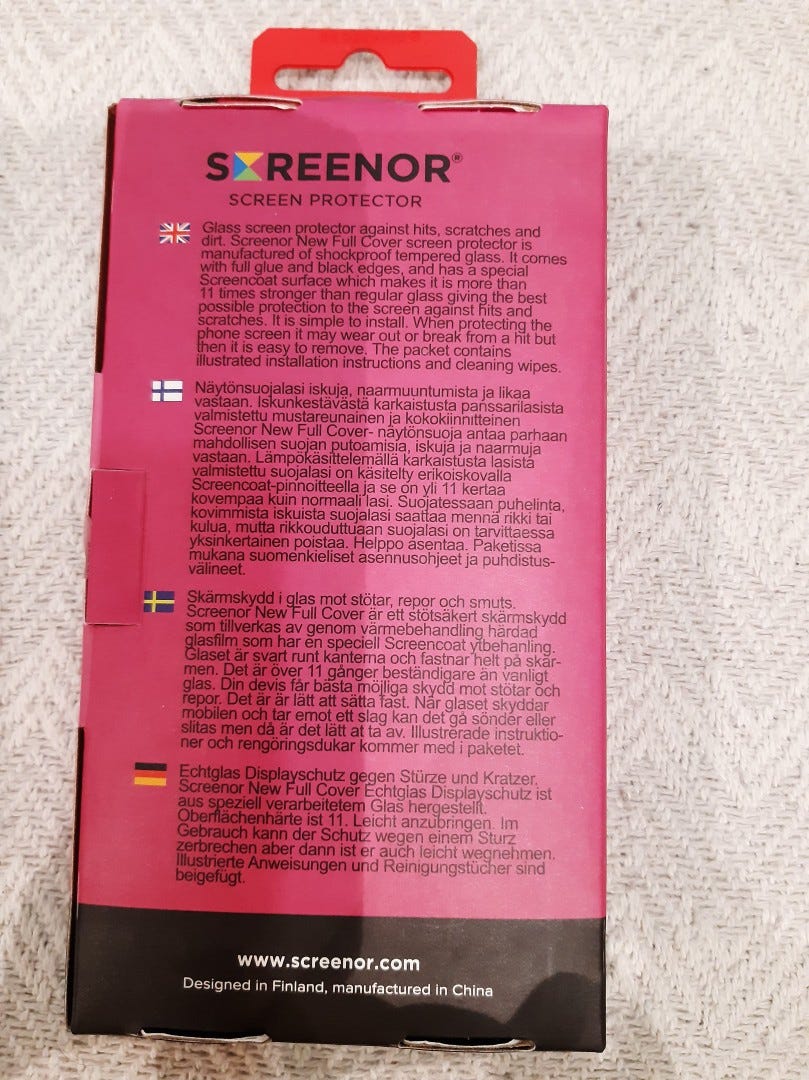 SCREENOR®
SCREEN PROTECTOR
Glass screen protector against hits, scratches and
dirt. Screenor New Full Cover screen protector is
manufactured of shockproof tempered glass. It comes
with full glue and black edges, and has a special
Screencoat surface which makes it is more than
11 times stronger than regular glass giving the best
possible protection to the screen against hits and
scratches. It is simple to install. When protecting the
phone screen it may wear out or break from a hit but
then it is easy to remove. The packet contains
illustrated installation instructions and cleaning wipes.
Näytönsuojalasi iskuja, naarmuuntumista ja likaa
vastaan. Iskunkestävästä karkaistusta panssarilasista
valmistettu mustareunainen ja kokokiinnitteinen
Screenor New Full Cover- näytönsuoja antaa parhaan
mahdollisen suojan putoamisia, iskuja ja naarmuja
vastaan. Lämpökäsittelemällä karkaistusta lasista
valmistettu suojalasi on käsitelty erikoiskovalla
Screencoat-pinnoitteella ja se on yli 11 kertaa
kovempaa kuin normaali lasi. Suojatessaan puhelinta,
kovimmista iskuista suojalasi saattaa mennä rikki tai
kulua, mutta rikkouduttuaan suojalasi on tarvittaessa
yksinkertainen poistaa. Helppo asentaa. Paketissa
mukana suomenkieliset asennusohjeet ja puhdistus-
välineet.
Skärmskydd i glas mot stötar, repor och smuts.
Screenor New Full Cover är ett stötsäkert skärmskydd
som tillverkas av genom värmebehandling härdad
glasfilm som har en speciell Screencoat ytbehanling.
Glaset är svart runt kanterna och fastnar helt på skär-
men. Det är över 11 gånger beständigare än vanligt
glas. Din devis får bästa möjliga skydd mot stötar och
repor. Det är är lätt att sätta fast. När glaset skyddar
mobilen och tar emot ett slag kan det gå sönder eller
slitas men då är det lätt at ta av. Illustrerade instruktio-
ner och rengöringsdukar kommer med i paketet.
Echtglas Displayschutz gegen Stürze und Kratzer.
Screenor New Full Cover Echtglas Displayschutz ist
aus speziell verarbeitetem Glas hergestellt.
Oberflächenhärte ist 11. Leicht anzubringen. Im
Gebrauch kann der Schutz wegen einem Sturz
zerbrechen aber dann ist er auch leicht wegnehmen.
Illustrierte Anweisungen und Reinigungstücher sind
beigefügt.
www.screenor.com
Designed in Finland, manufactured in China